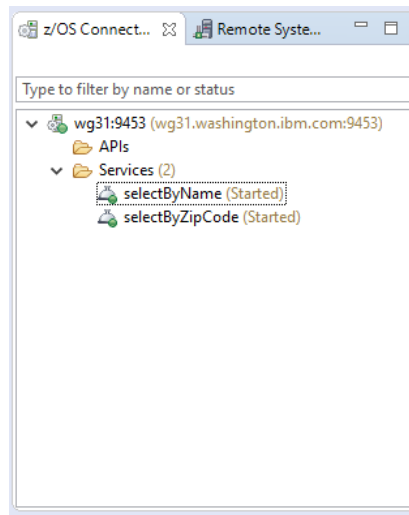 z/OS Connect... Remote Syste...
Type to filter by name or status
wg31:9453 (wg31.washington.ibm.com:9453)
APIs
Services (2)
selectByName (Started)
selectByZipCode (Started)